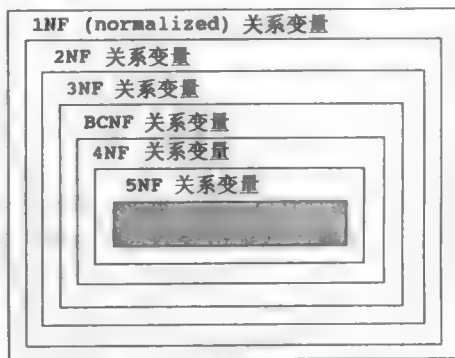 1NF (normalized) 关系变量
2NF 关系变量
3NF 关系变量
BCNF 关系变量
4NF 关系变量
5NF 关系变量